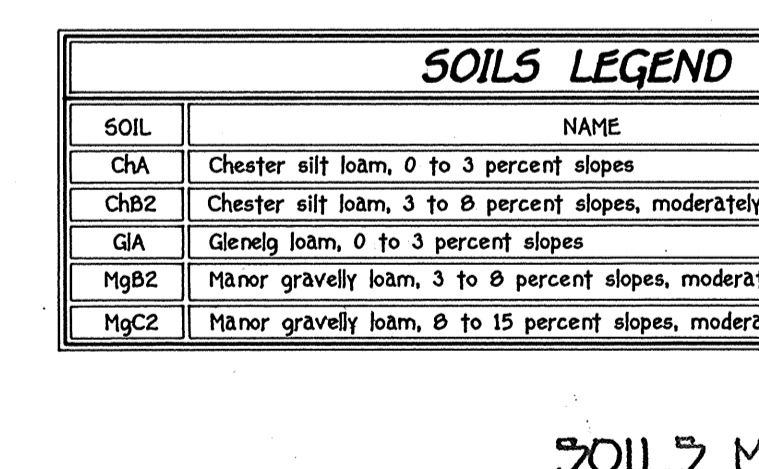 SOILS LEGEND
SOIL NAME
ChA Chester silt loam, 0 to 3 percent slopes
ChB2 Chester silt loam, 3 to 8 percent slopes, moderately
GlA Glenelg loam, 0 to 3 percent slopes
MgB2 Manor gravelly loam, 3 to 8 percent slopes,
MgC2 Manor gravelly loam, 8 to 15 percent slopes,
SOILS